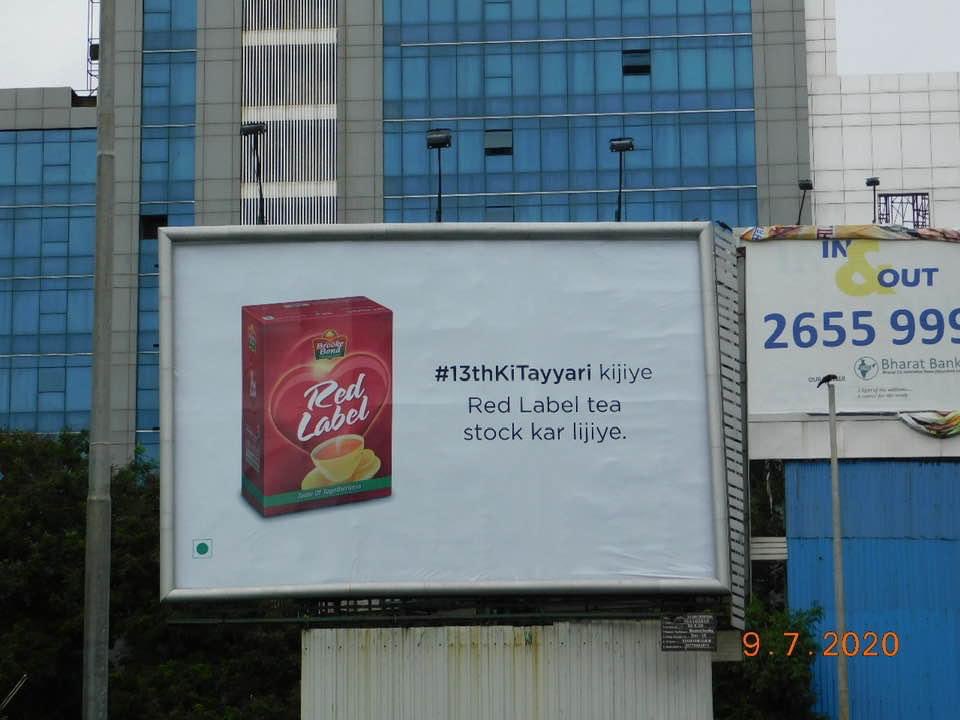 Brooke
Bond
Red
Label
Taste Of Togetherness
#13thKiTayyari kijiye
Red Label tea
stock kar lijiye.
IN
&
OUT
2655 999
Bharat Bank
9.7.2020